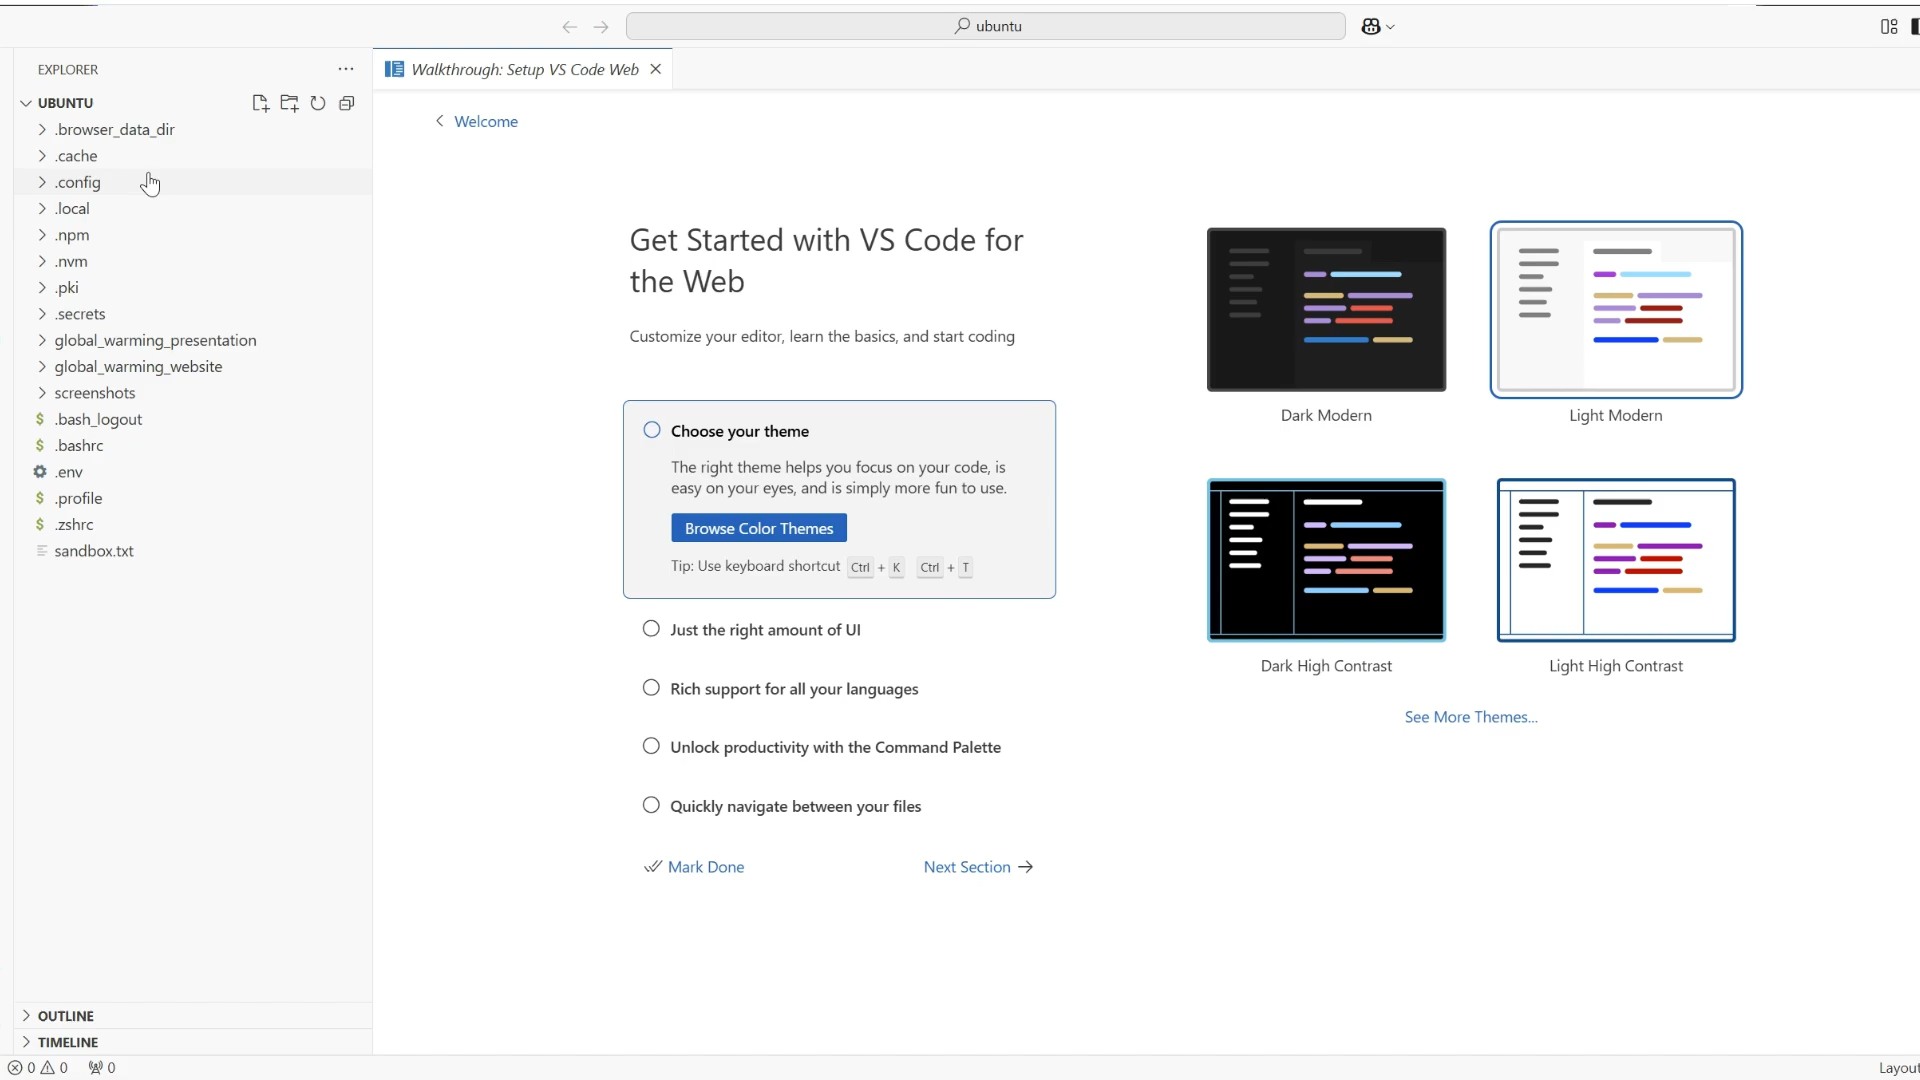 ubuntu
EXPLORER
Walkthrough: Setup VS Code Web
UBUNTU
.browser_data_dir
.cache
.config
.local
.npm
.nvm
.pki
.secrets
global_warming_presentation
global_warming_website
screenshots
$ .bash_logout
$ .bashrc
.env
$ .profile
$ .zshrc
sandbox.txt
OUTLINE
TIMELINE
Welcome
Get Started with VS Code for
the Web
Customize your editor, learn the basics, and start coding
Choose your theme
The right theme helps you focus on your code, is
easy on your eyes, and is simply more fun to use.
Browse Color Themes
Tip: Use keyboard shortcut Ctrl + K Ctrl + T
Just the right amount of UI
Rich support for all your languages
Unlock productivity with the Command Palette
Quickly navigate between your files
Mark Done
Next Section
Dark Modern
Light Modern
Dark High Contrast
Light High Contrast
See More Themes...
0 0 0
Layout